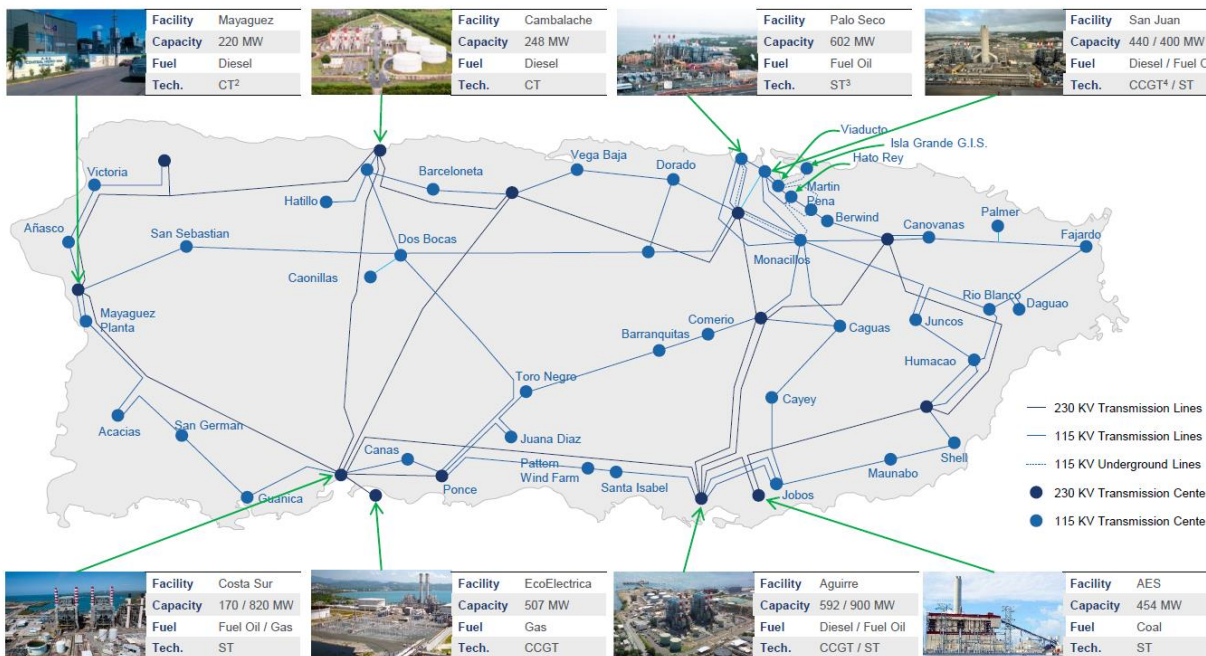 Facility Mayaguez
Capacity 220 MW
Fuel Diesel
Tech. CT²
Facility Cambalache
Capacity 248 MW
Fuel Diesel
Tech. CT
Facility Palo Seco
Capacity 602 MW
Fuel Fuel Oil
Tech. ST³
Facility San Juan
Capacity 440 / 400 MW
Fuel Diesel / Fuel O
Tech. CCGT⁴ / ST
Viaducto
Isla Grande G.I.S.
Hato Rey
Vega Baja
Victoria
Barceloneta
Dorado
Martin
Pena
Hatillo
Berwind
Palmer
Canovanas
Añasco
San Sebastian
Dos Bocas
Fajardo
Monacillos
Caonillas
Rio Blanco
Daguao
Mayaguez
Planta
Comerio
Juncos
Barranquitas
Caguas
Humacao
Toro Negro
Cayey
Acacias
San German
Juana Diaz
Canas
Shell
Pattern
Wind Farm
Maunabo
Guanica
Ponce
Santa Isabel
Jobos
230 KV Transmission Lines
115 KV Transmission Lines
115 KV Underground Lines
230 KV Transmission Cente
115 KV Transmission Cente
Facility Costa Sur
Capacity 170 / 820 MW
Fuel Fuel Oil / Gas
Tech. ST
Facility EcoElectrica
Capacity 507 MW
Fuel Gas
Tech. CCGT
Facility Aguirre
Capacity 592 / 900 MW
Fuel Diesel / Fuel Oil
Tech. CCGT / ST
Facility AES
Capacity 454 MW
Fuel Coal
Tech. ST